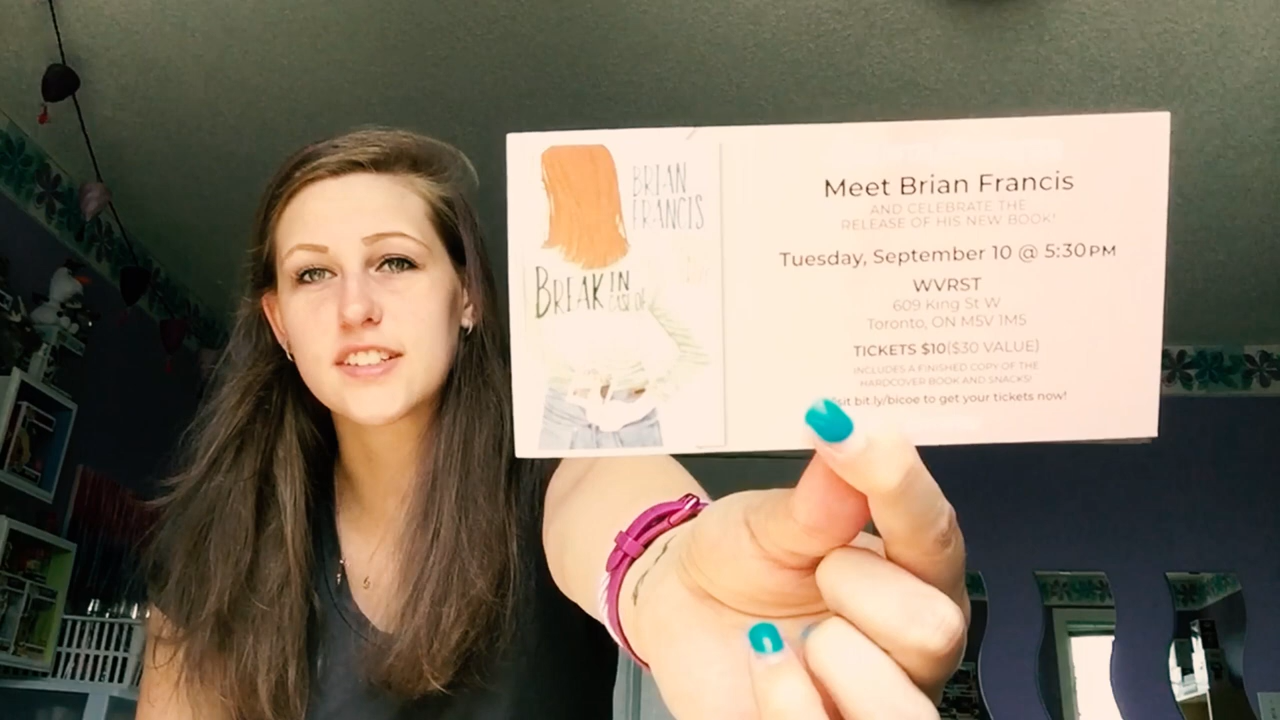 BRIAN
FRANCIS
BREAK IN
CASE OF
Meet Brian Francis
AND CELEBRATE THE
RELEASE OF HIS NEW BOOK!
Tuesday, September 10 @ 5:30PM
WVRST
609 King St W
Toronto, ON M5V 1M5
TICKETS $10($30 VALUE)
INCLUDES A FINISHED COPY OF THE
HARDCOVER BOOK AND SNACKS!
bit.ly/bicoe to get your tickets now!